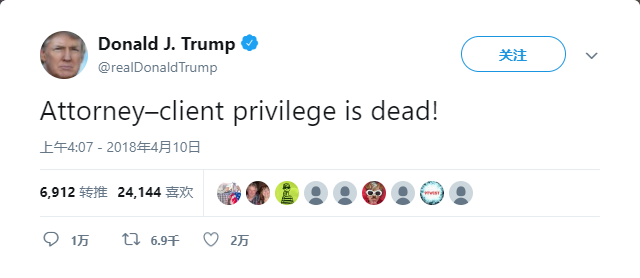 Donald J. Trump
@realDonaldTrump
关注
Attorney–client privilege is dead!
上午4:07 - 2018年4月10日
6,912 转推 24,144 喜欢
1万 6.9千 2万